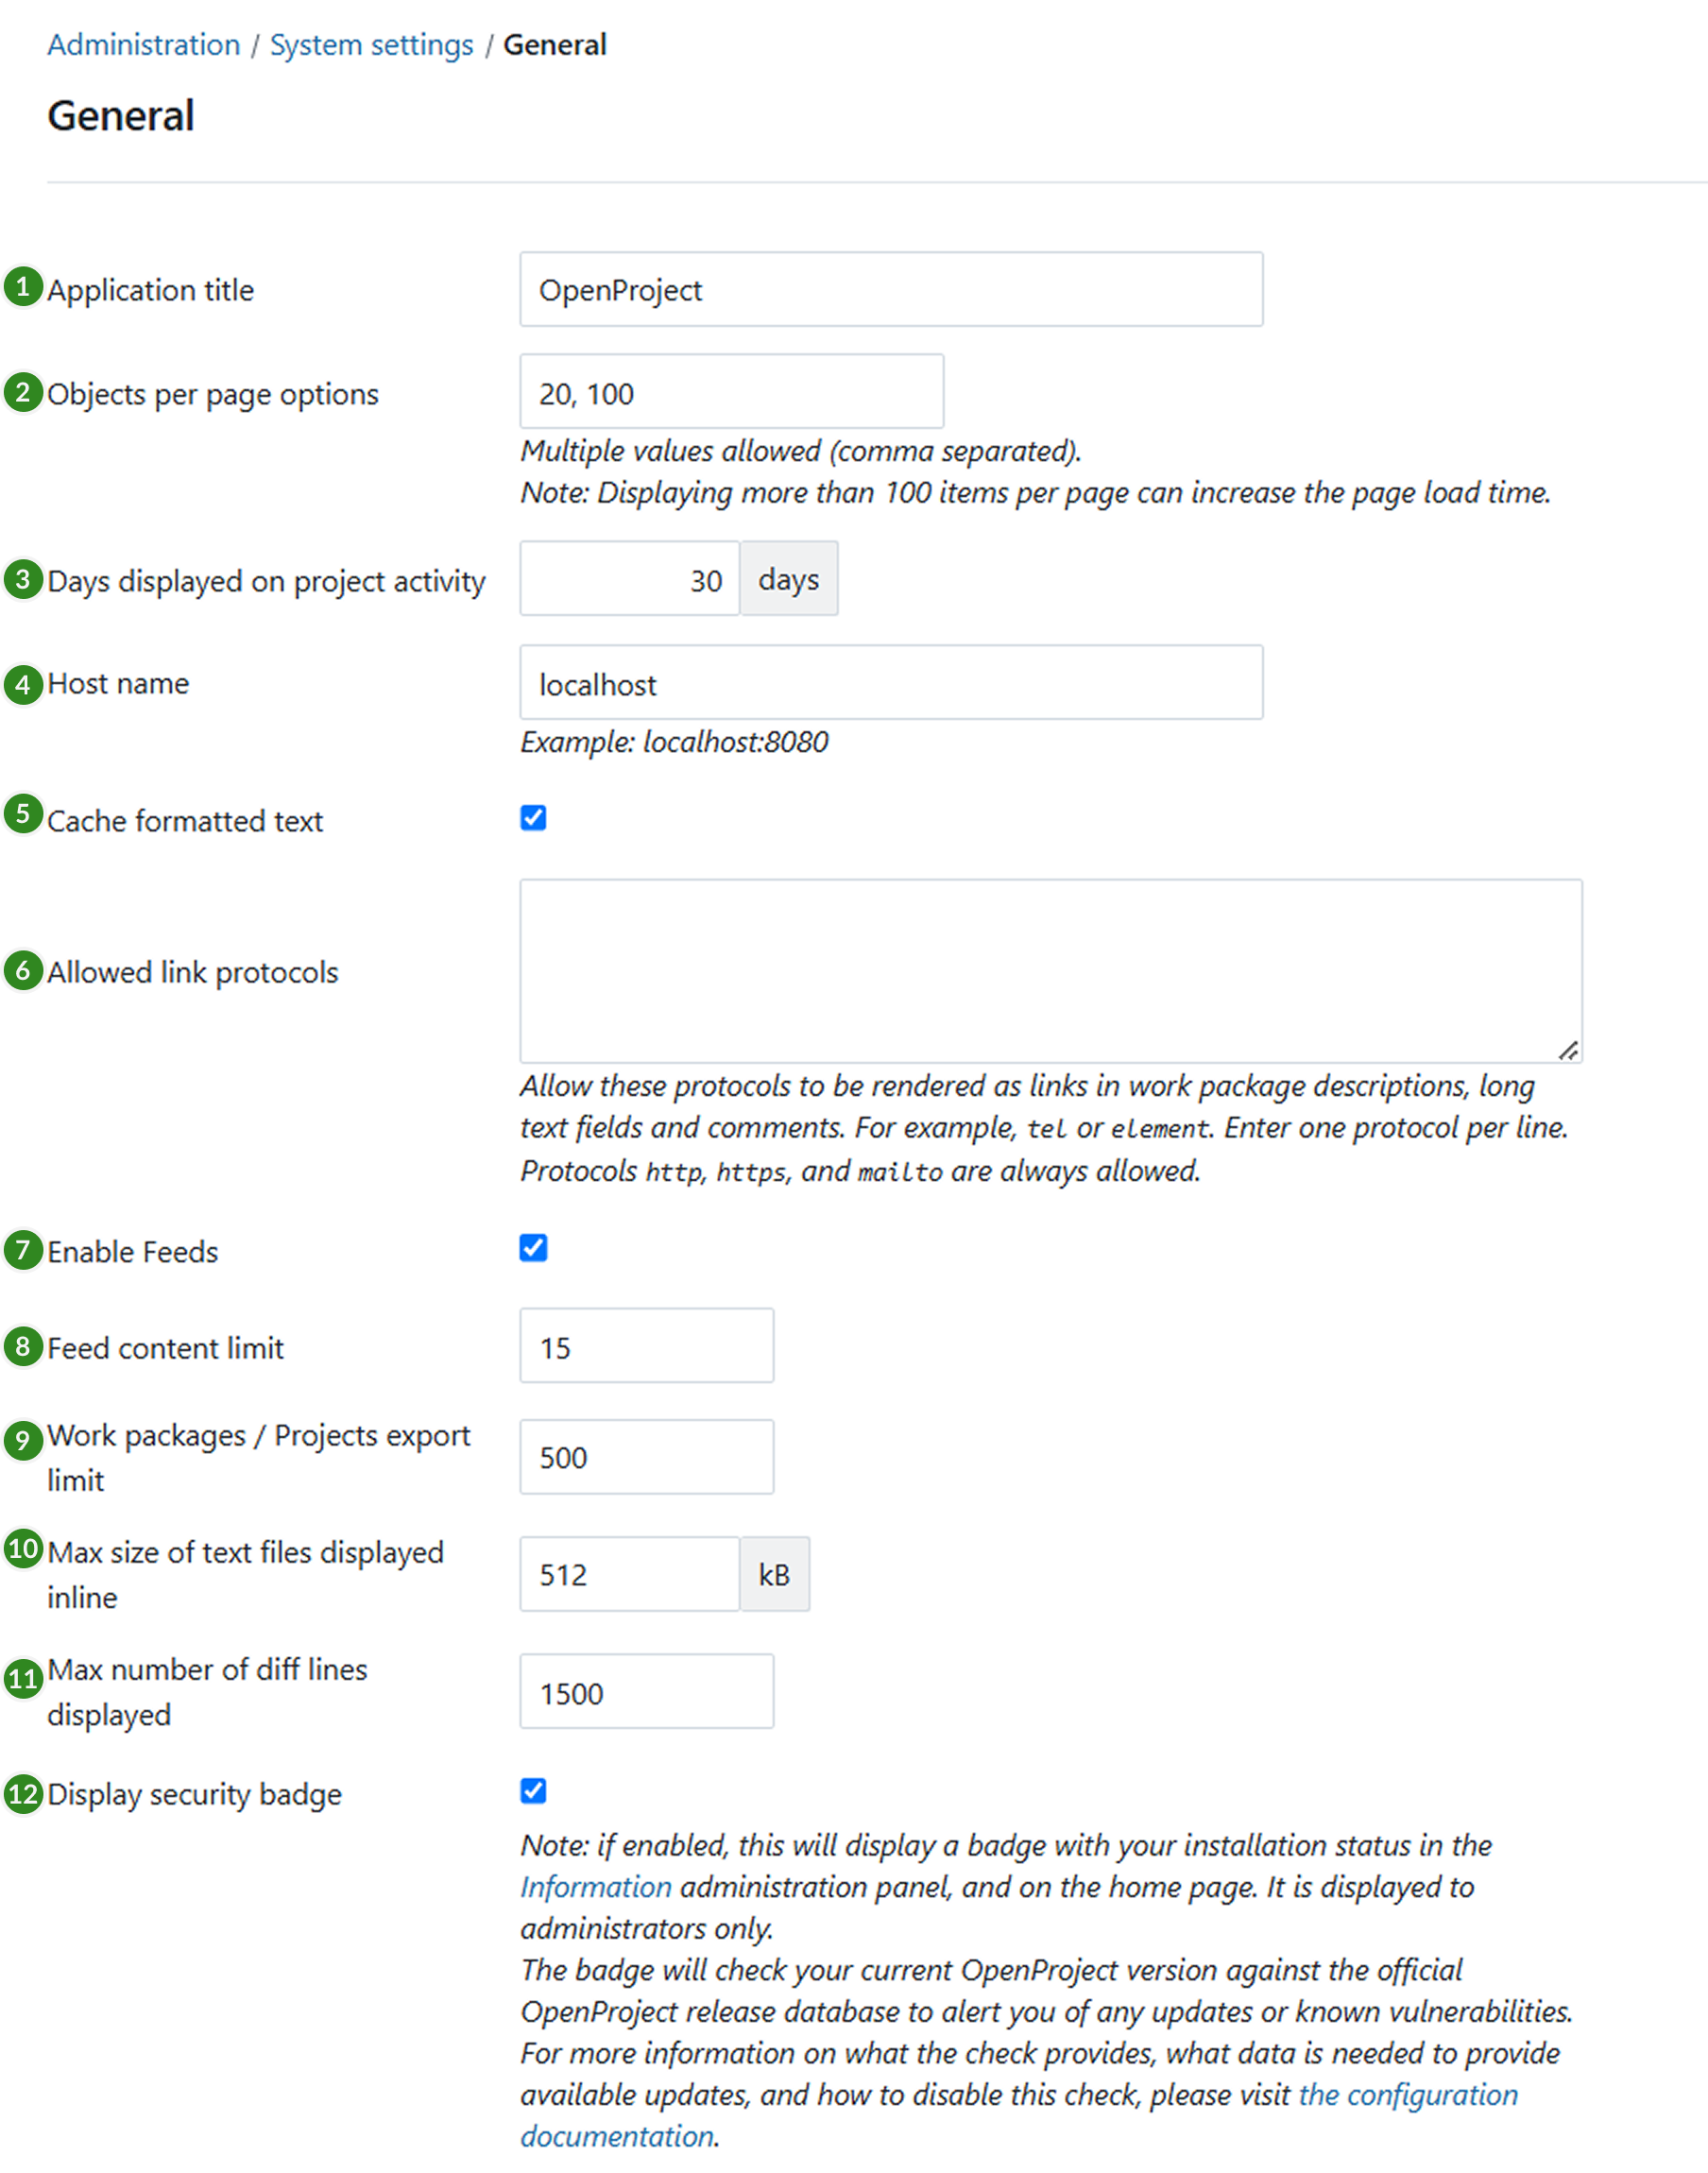 Administration / System settings / General
General
1 Application title
OpenProject
2 Objects per page options
20, 100
Multiple values allowed (comma separated).
Note: Displaying more than 100 items per page can increase the page load time.
3 Days displayed on project activity
30 days
4 Host name
localhost
Example: localhost:8080
5 Cache formatted text
6 Allowed link protocols
Allow these protocols to be rendered as links in work package descriptions, long
text fields and comments. For example, tel or element. Enter one protocol per line.
Protocols http, https, and mailto are always allowed.
7 Enable Feeds
8 Feed content limit
15
9 Work packages / Projects export
limit
500
10 Max size of text files displayed
inline
512 kB
11 Max number of diff lines
displayed
1500
12 Display security badge
Note: if enabled, this will display a badge with your installation status in the
Information administration panel, and on the home page. It is displayed to
administrators only.
The badge will check your current OpenProject version against the official
OpenProject release database to alert you of any updates or known vulnerabilities.
For more information on what the check provides, what data is needed to provide
available updates, and how to disable this check, please visit the configuration
documentation.